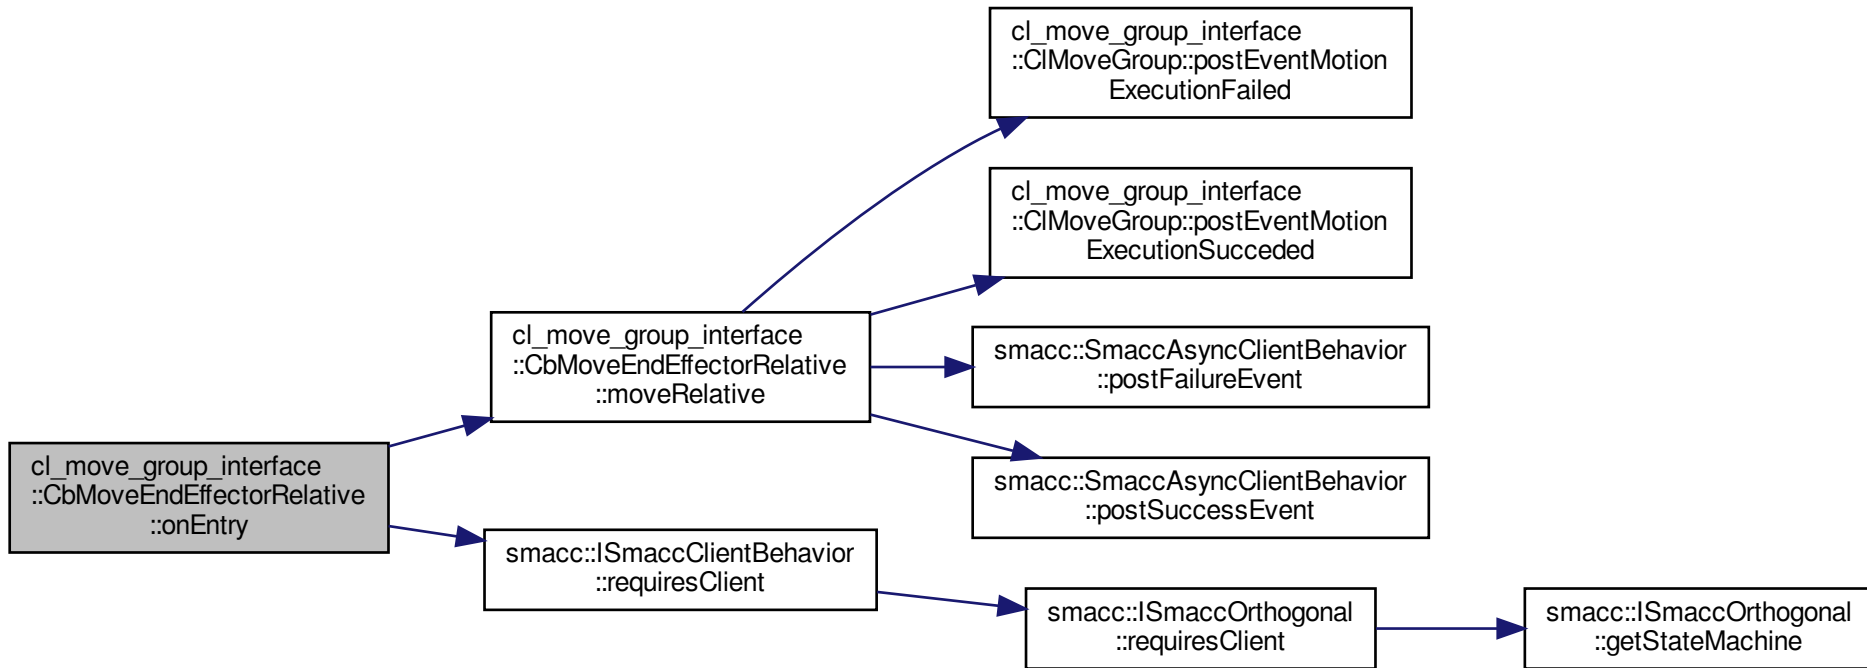 cl_move_group_interface
::ClMoveGroup::postEventMotion
ExecutionFailed
cl_move_group_interface
::ClMoveGroup::postEventMotion
ExecutionSucceded
cl_move_group_interface
::CbMoveEndEffectorRelative
::moveRelative
smacc::SmaccAsyncClientBehavior
::postFailureEvent
cl_move_group_interface
::CbMoveEndEffectorRelative
::onEntry
smacc::SmaccAsyncClientBehavior
::postSuccessEvent
smacc::ISmaccClientBehavior
::requiresClient
smacc::ISmaccOrthogonal
::requiresClient
smacc::ISmaccOrthogonal
::getStateMachine